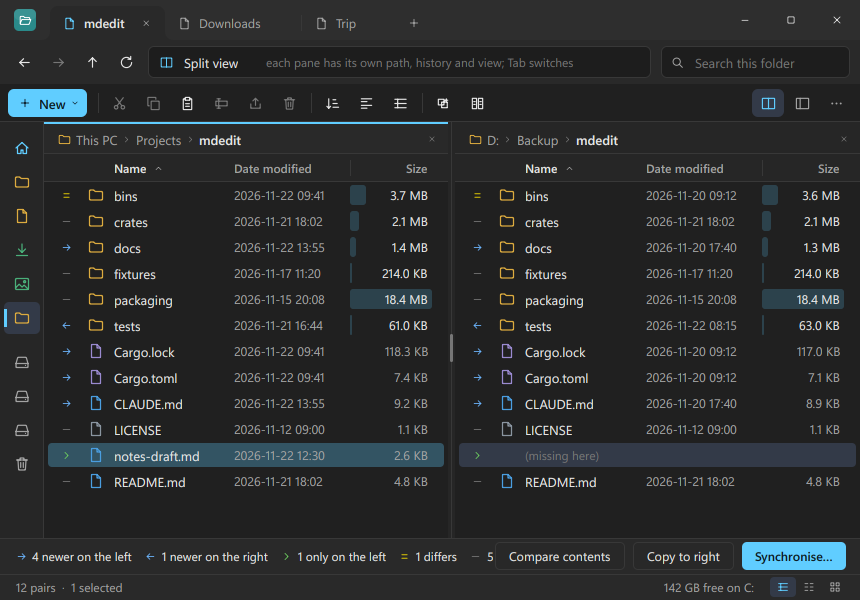 mdedit
Downloads
Trip
Split view
each pane has its own path, history and view; Tab switches
Search this folder
New
This PC > Projects > mdedit
D: > Backup > mdedit
Name Date modified Size
Name Date modified Size
= bins 2026-11-22 09:41 3.7 MB
= bins 2026-11-20 09:12 3.6 MB
– crates 2026-11-21 18:02 2.1 MB
– crates 2026-11-21 18:02 2.1 MB
→ docs 2026-11-22 13:55 1.4 MB
→ docs 2026-11-20 17:40 1.3 MB
– fixtures 2026-11-17 11:20 214.0 KB
– fixtures 2026-11-17 11:20 214.0 KB
– packaging 2026-11-15 20:08 18.4 MB
– packaging 2026-11-15 20:08 18.4 MB
← tests 2026-11-21 16:44 61.0 KB
← tests 2026-11-22 08:15 63.0 KB
→ Cargo.lock 2026-11-22 09:41 118.3 KB
→ Cargo.lock 2026-11-20 09:12 117.0 KB
→ Cargo.toml 2026-11-22 09:41 7.4 KB
→ Cargo.toml 2026-11-20 09:12 7.1 KB
→ CLAUDE.md 2026-11-22 13:55 9.2 KB
→ CLAUDE.md 2026-11-20 17:40 8.9 KB
– LICENSE 2026-11-12 09:00 1.1 KB
– LICENSE 2026-11-12 09:00 1.1 KB
> notes-draft.md 2026-11-22 12:30 2.6 KB
> (missing here)
– README.md 2026-11-21 18:02 4.8 KB
– README.md 2026-11-21 18:02 4.8 KB
→ 4 newer on the left ← 1 newer on the right > 1 only on the left = 1 differs – 5
Compare contents
Copy to right
Synchronise...
12 pairs · 1 selected
142 GB free on C: